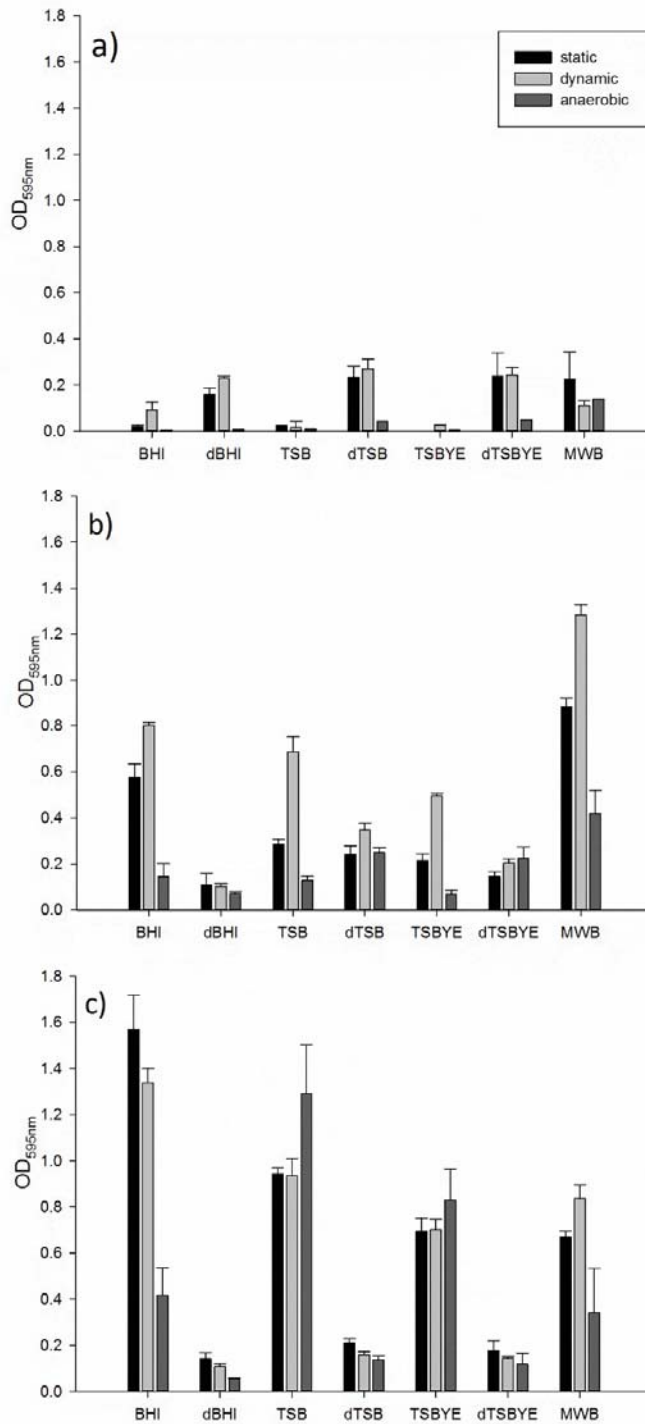 a)
static
dynamic
anaerobic
1.8
1.6
1.4
1.2
1.0
0.8
0.6
0.4
0.2
0.0
OD595nm
BHI dBHI TSB dTSB TSBYE dTSBYE MWB
b)
1.8
1.6
1.4
1.2
1.0
0.8
0.6
0.4
0.2
0.0
OD595nm
BHI dBHI TSB dTSB TSBYE dTSBYE MWB
c)
1.8
1.6
1.4
1.2
1.0
0.8
0.6
0.4
0.2
0.0
OD595nm
BHI dBHI TSB dTSB TSBYE dTSBYE MWB